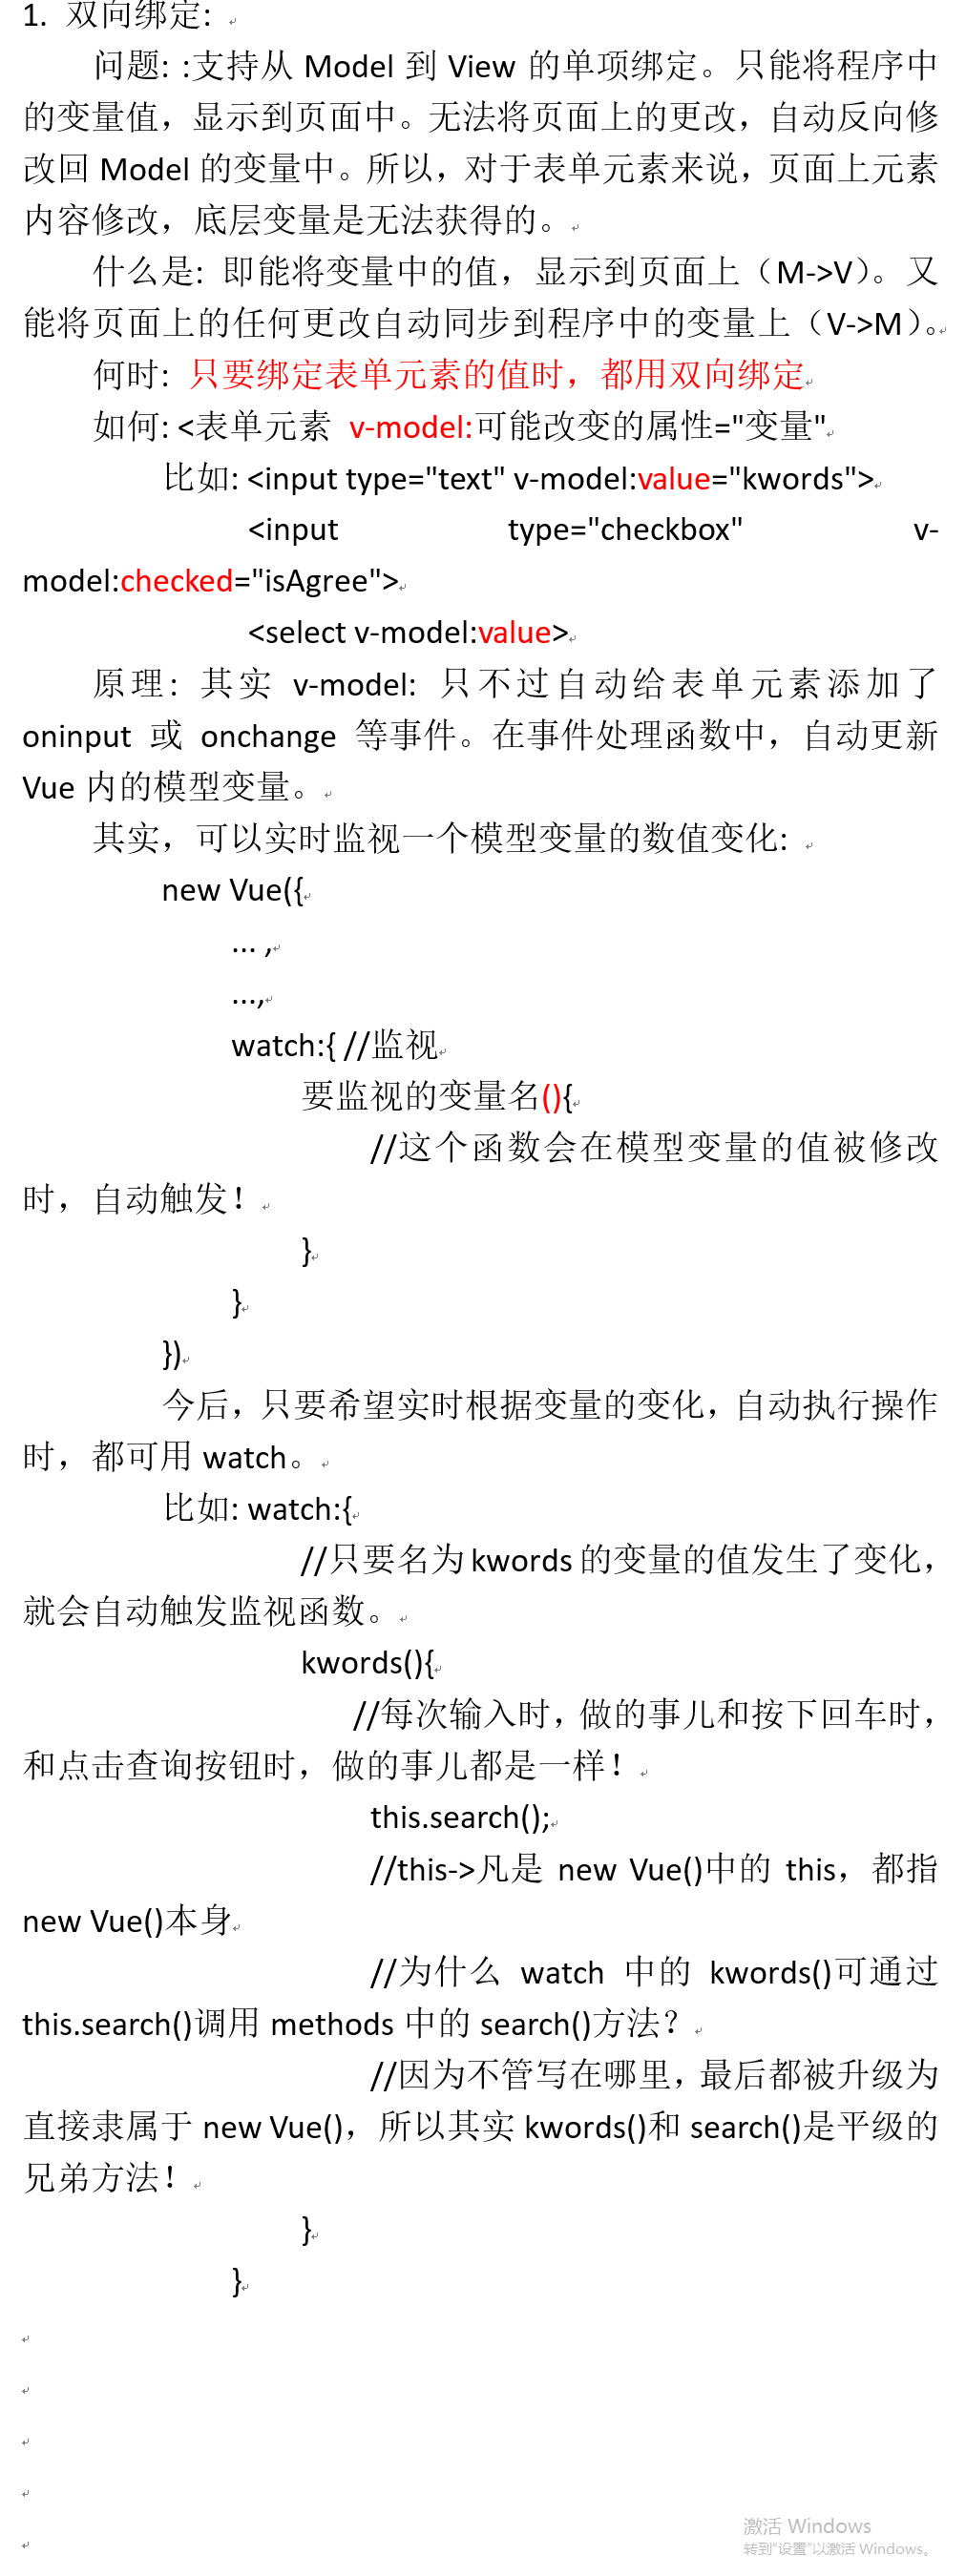 1. 双向绑定:
问题: :支持从 Model 到 View 的单项绑定。只能将程序中
的变量值，显示到页面中。无法将页面上的更改，自动反向修
改回 Model 的变量中。所以，对于表单元素来说，页面上元素
内容修改，底层变量是无法获得的。
什么是: 即能将变量中的值，显示到页面上（M->V）。又
能将页面上的任何更改自动同步到程序中的变量上（V->M）。
何时: 只要绑定表单元素的值时，都用双向绑定
如何: <表单元素 v-model:可能改变的属性="变量"
比如: <input type="text" v-model:value="kwords">
<input type="checkbox" v-
model:checked="isAgree">
<select v-model:value>
原理: 其实 v-model: 只不过自动给表单元素添加了
oninput 或 onchange 等事件。在事件处理函数中，自动更新
Vue 内的模型变量。
其实，可以实时监视一个模型变量的数值变化:
new Vue({
... ,
...,
watch:{ //监视
要监视的变量名(){
//这个函数会在模型变量的值被修改
时，自动触发！
}
}
})
今后，只要希望实时根据变量的变化，自动执行操作
时，都可用 watch。
比如: watch:{
//只要名为 kwords 的变量的值发生了变化，
就会自动触发监视函数。
kwords(){
//每次输入时，做的事儿和按下回车时，
和点击查询按钮时，做的事儿都是一样！
this.search();
//this->凡是 new Vue()中的 this，都指
new Vue()本身
//为什么 watch 中的 kwords()可通过
this.search()调用 methods 中的 search()方法？
//因为不管写在哪里，最后都被升级为
直接隶属于 new Vue()，所以其实 kwords()和 search()是平级的
兄弟方法！
}
}
激活 Windows
转到"设置"以激活 Windows。